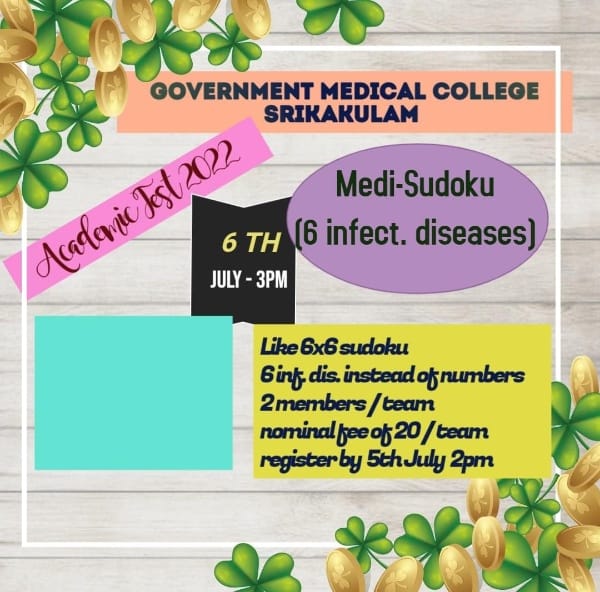 GOVERNMENT MEDICAL COLLEGE
SRIKAKULAM
Academic Fest 2022
Medi-Sudoku
(6 infect. diseases)
6 TH
JULY - 3PM
Like 6x6 sudoku
6 inf. dis. instead of numbers
2 members / team
nominal fee of 20 / team
register by 5th July 2pm